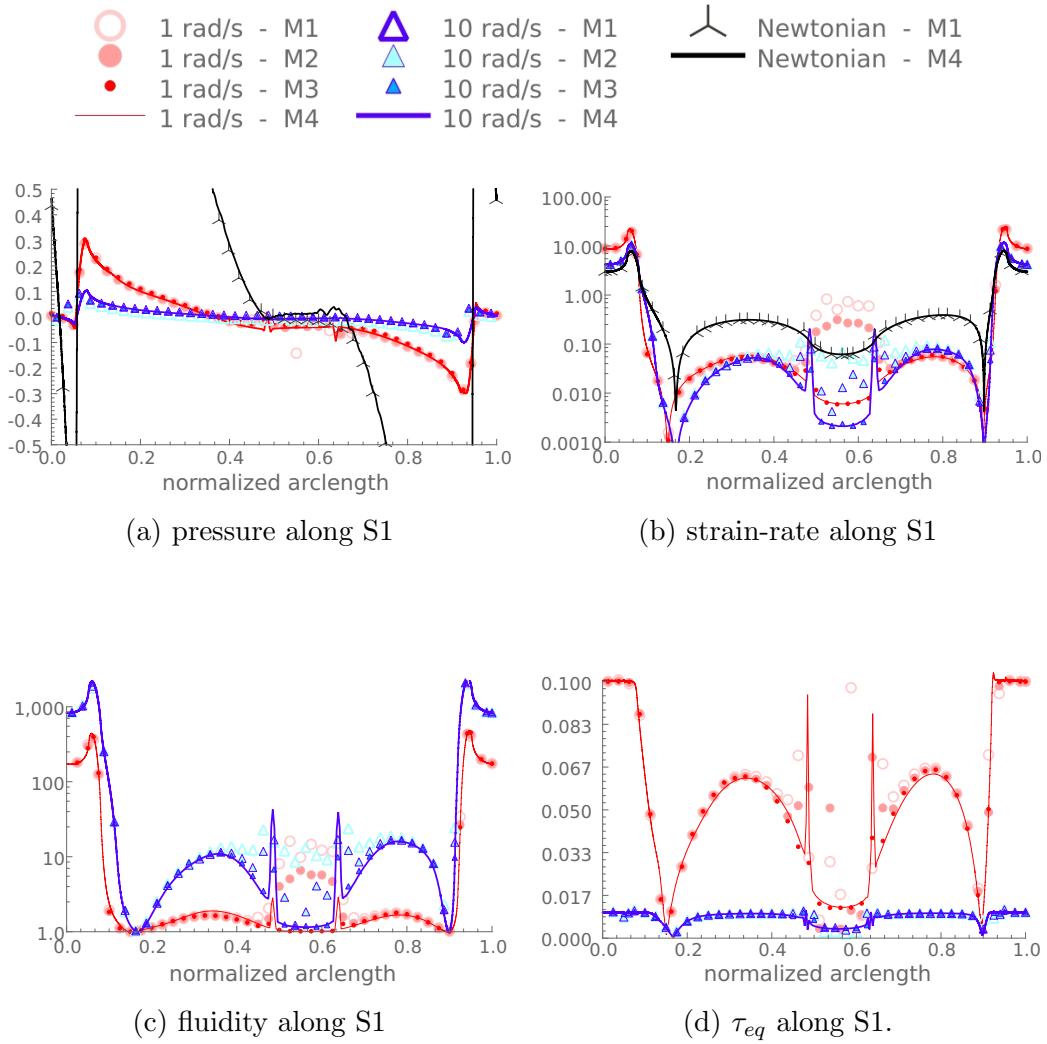 1 rad/s - M1 10 rad/s - M1 Newtonian - M1
1 rad/s - M2 10 rad/s - M2 Newtonian - M4
1 rad/s - M3 10 rad/s - M3
1 rad/s - M4 10 rad/s - M4
0.5
0.4
0.3
0.2
0.1
0.0
-0.1
-0.2
-0.3
-0.4
-0.5
0.0 0.2 0.4 0.6 0.8 1.0
normalized arclength
(a) pressure along S1
100.00
10.00
1.00
0.10
0.010
0.0010
0.0 0.2 0.4 0.6 0.8 1.0
normalized arclength
(b) strain-rate along S1
1,000
100
10
1.0
0.0 0.2 0.4 0.6 0.8 1.0
normalized arclength
(c) fluidity along S1
0.100
0.083
0.067
0.050
0.033
0.017
0.000
0.0 0.2 0.4 0.6 0.8 1.0
normalized arclength
(d) τeq along S1.